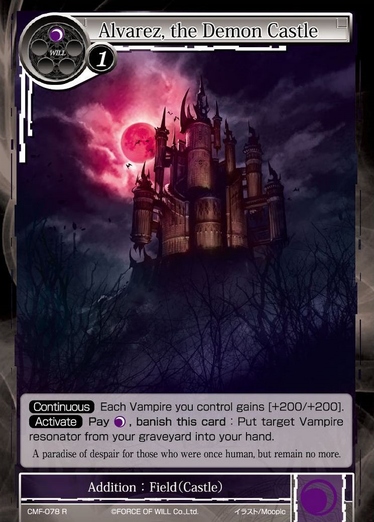 Alvarez, the Demon Castle
WILL
1
Continuous Each Vampire you control gains [+200/+200].
Activate Pay , banish this card : Put target Vampire
resonator from your graveyard into your hand.
A paradise of despair for those who were once human, but remain no more.
Addition : Field(Castle)
CMF-078 R ©FORCE OF WILL Co.,Ltd. イラスト/Moopic